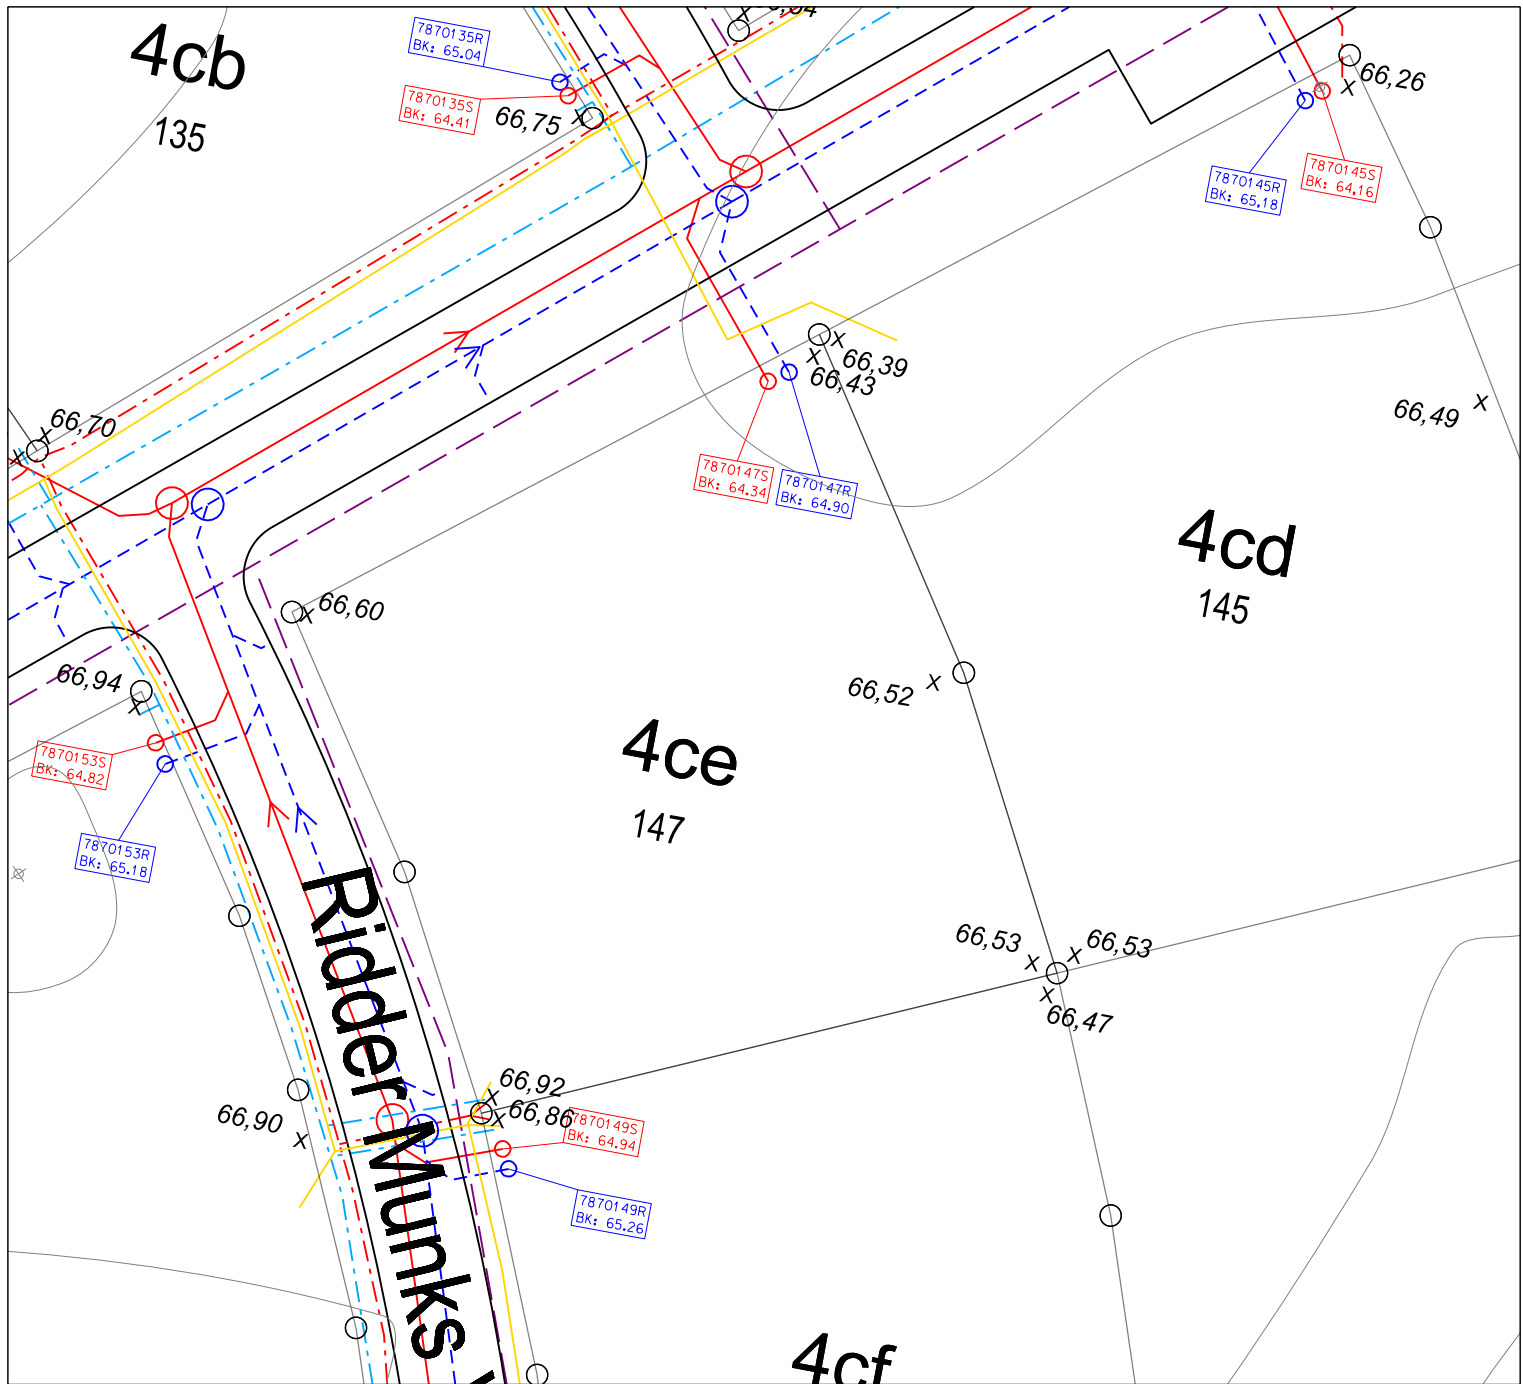 4cb
135
7870135R
BK: 65.04
7870135S
BK: 64.41
66,75
66,26
7870145R
BK: 65.18
7870145S
BK: 64.16
66,39
66,43
66,49
66,70
7870147S
BK: 64.34
7870147R
BK: 64.90
4cd
145
66,60
66,94
66,52
7870153S
BK: 64.82
7870153R
BK: 65.18
4ce
147
Ridder Munks
66,53
66,53
66,47
66,92
66,86
66,90
7870149S
BK: 64.94
7870149R
BK: 65.26
4cf